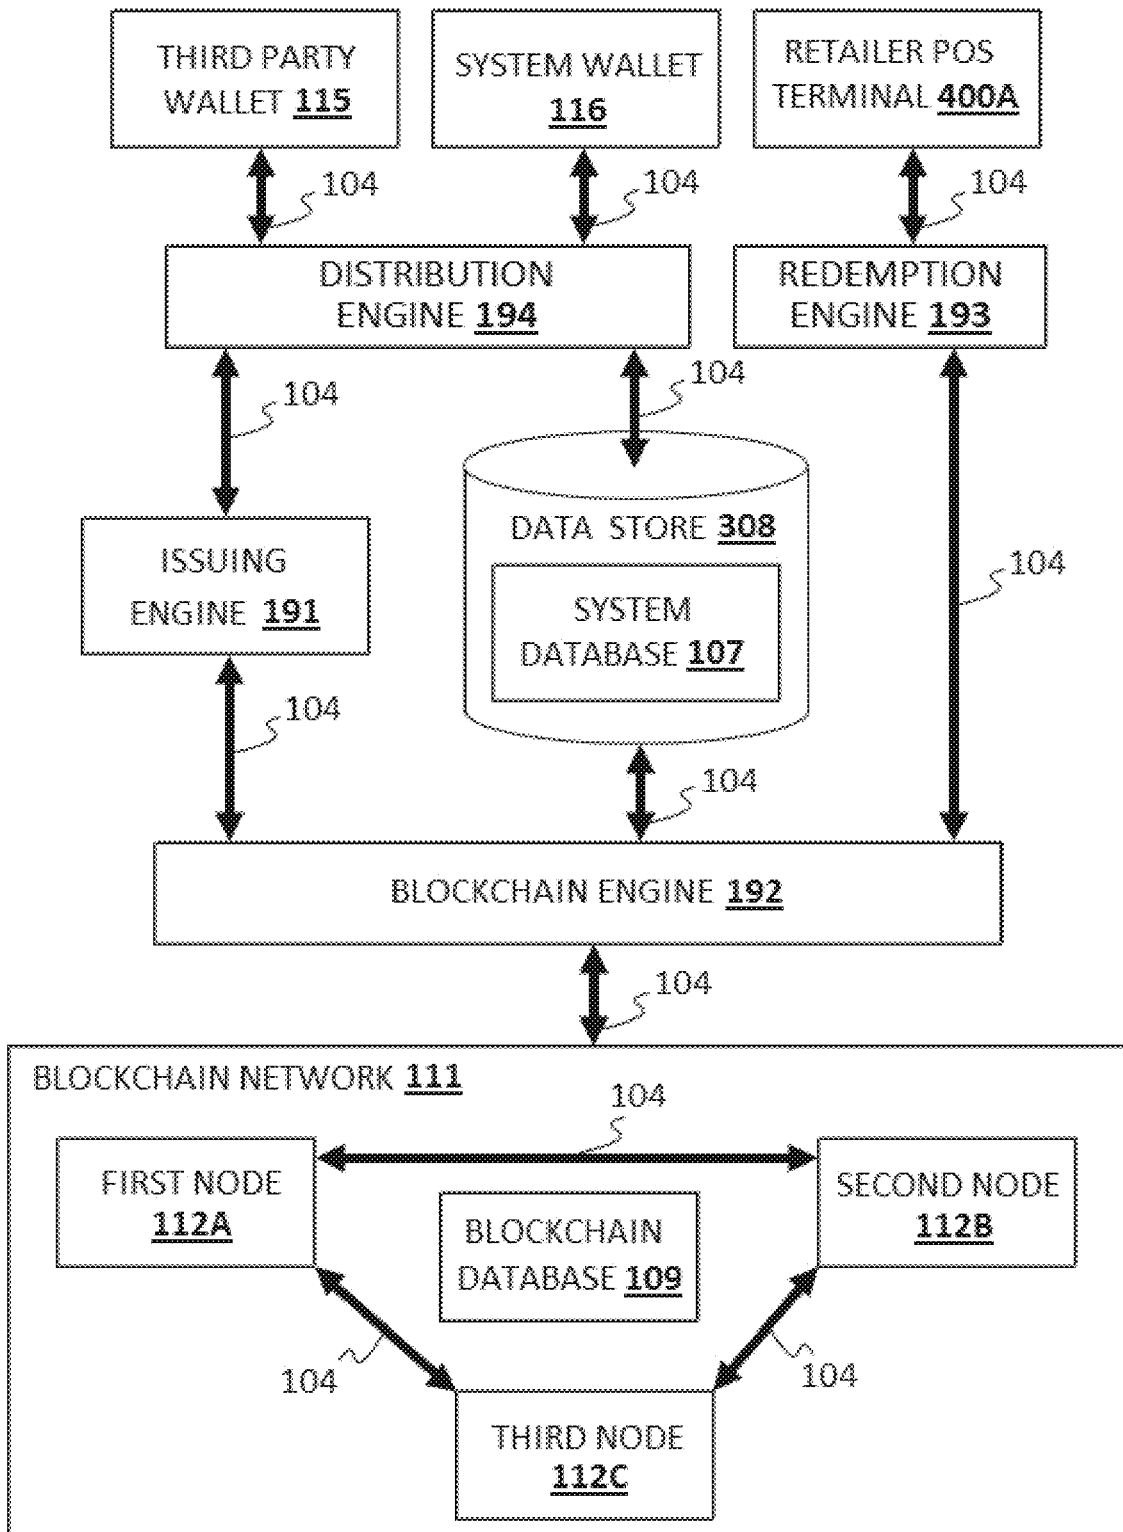 THIRD PARTY
WALLET 115
SYSTEM WALLET
116
RETAILER POS
TERMINAL 400A
104
104
104
DISTRIBUTION
ENGINE 194
REDEMPTION
ENGINE 193
104
104
DATA STORE 308
ISSUING
ENGINE 191
104
SYSTEM
DATABASE 107
104
104
BLOCKCHAIN ENGINE 192
104
BLOCKCHAIN NETWORK 111
104
FIRST NODE
112A
SECOND NODE
112B
BLOCKCHAIN
DATABASE 109
104
104
THIRD NODE
112C